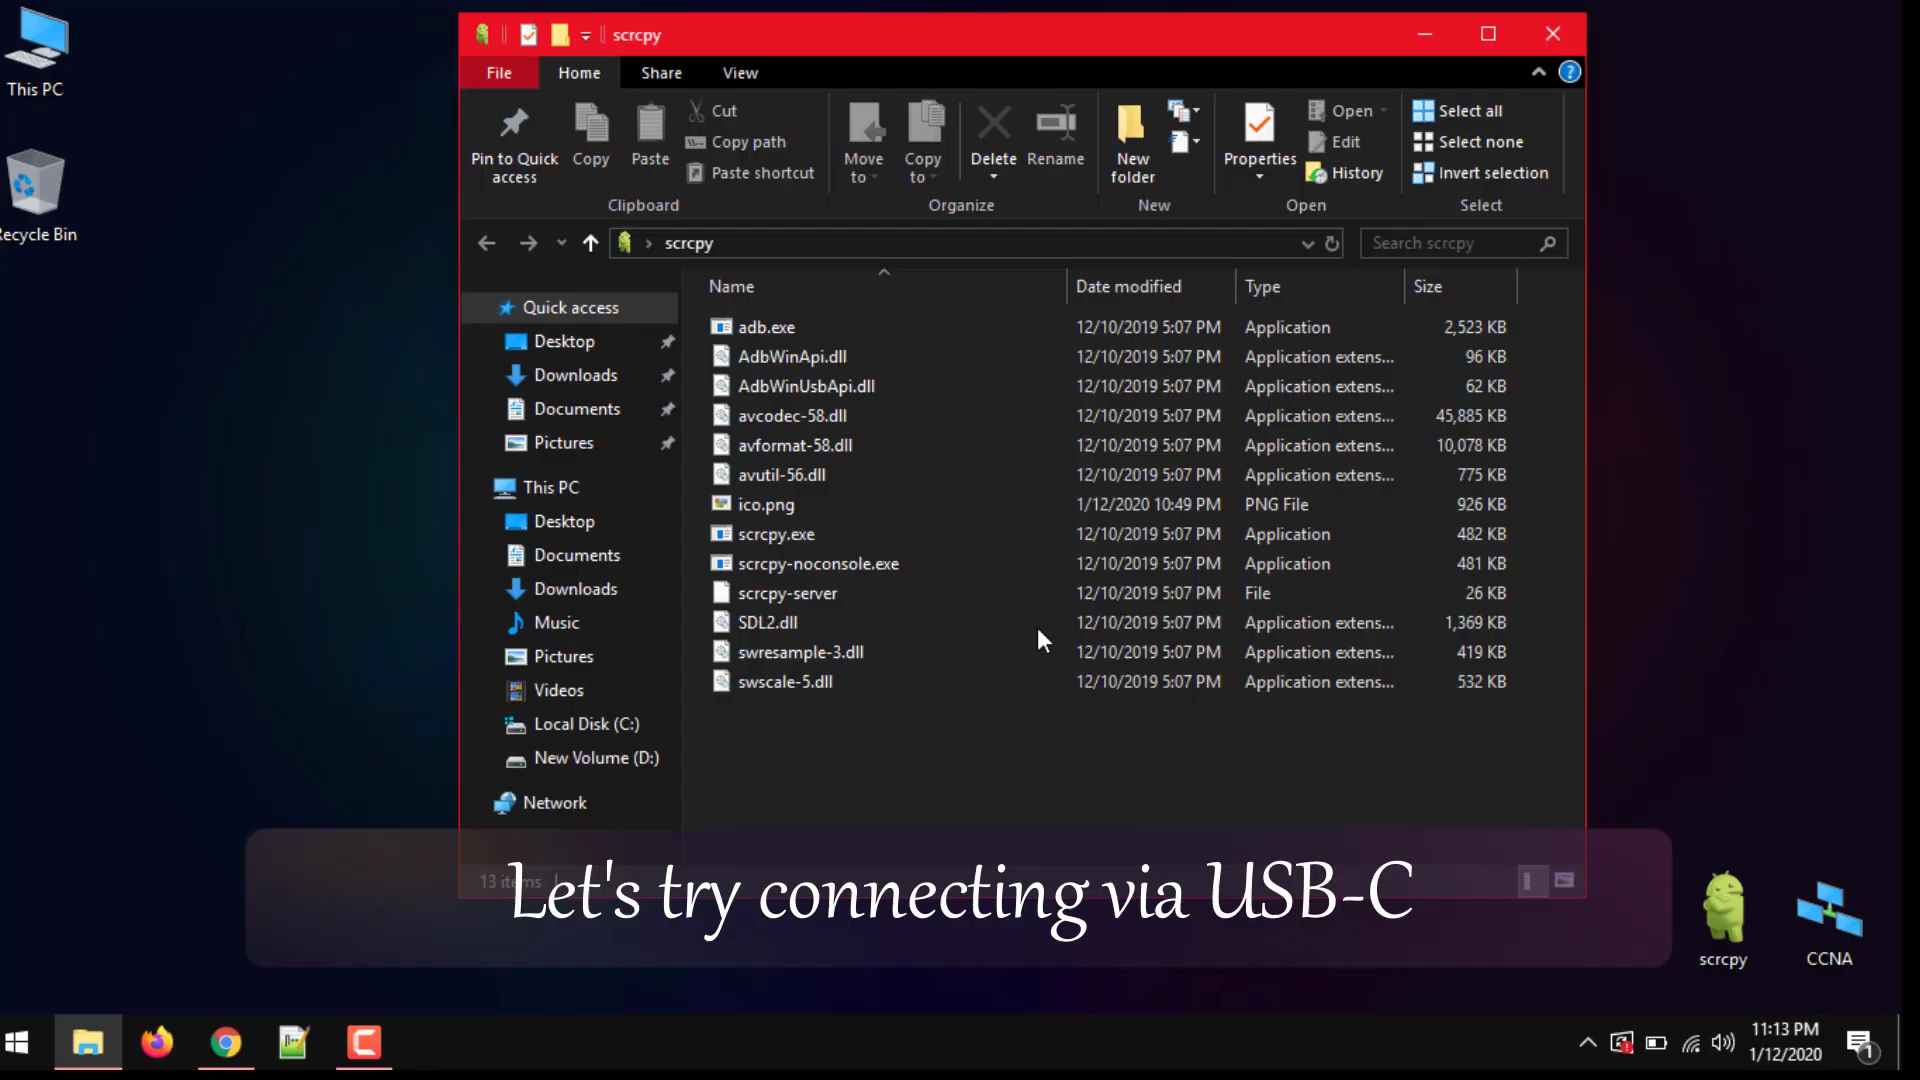 This PC
Recycle Bin
scrcpy
File
Home
Share
View
Pin to Quick access
Copy
Paste
Cut
Copy path
Paste shortcut
Clipboard
Move to
Copy to
Delete
Rename
Organize
New folder
New
Properties
Open
Edit
History
Open
Select all
Select none
Invert selection
Select
scrcpy
Search scrcpy
Quick access
Desktop
Downloads
Documents
Pictures
This PC
Desktop
Documents
Downloads
Music
Pictures
Videos
Local Disk (C:)
New Volume (D:)
Network
Name Date modified Type Size
adb.exe 12/10/2019 5:07 PM Application 2,523 KB
AdbWinApi.dll 12/10/2019 5:07 PM Application extens... 96 KB
AdbWinUsbApi.dll 12/10/2019 5:07 PM Application extens... 62 KB
avcodec-58.dll 12/10/2019 5:07 PM Application extens... 45,885 KB
avformat-58.dll 12/10/2019 5:07 PM Application extens... 10,078 KB
avutil-56.dll 12/10/2019 5:07 PM Application extens... 775 KB
ico.png 1/12/2020 10:49 PM PNG File 926 KB
scrcpy.exe 12/10/2019 5:07 PM Application 482 KB
scrcpy-noconsole.exe 12/10/2019 5:07 PM Application 481 KB
scrcpy-server 12/10/2019 5:07 PM File 26 KB
SDL2.dll 12/10/2019 5:07 PM Application extens... 1,369 KB
swresample-3.dll 12/10/2019 5:07 PM Application extens... 419 KB
swscale-5.dll 12/10/2019 5:07 PM Application extens... 532 KB
13 items
Let's try connecting via USB-C
scrcpy
CCNA
11:13 PM
1/12/2020
1